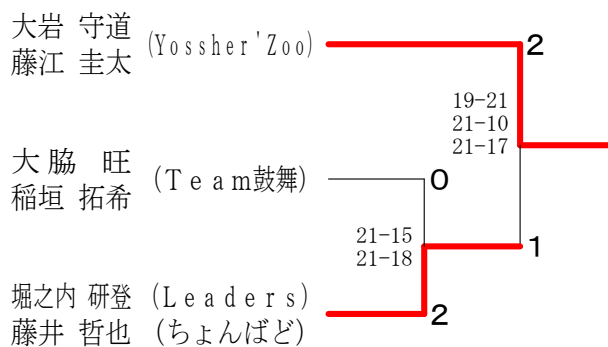 大岩 守道
藤江 圭太
(Yossher'Zoo)
2
19-21
21-10
21-17
大脇 旺
稲垣 拓希
(Team鼓舞)
0
21-15
21-18
1
堀之内 研登 (Leaders)
藤井 哲也 (ちょんばど)
2